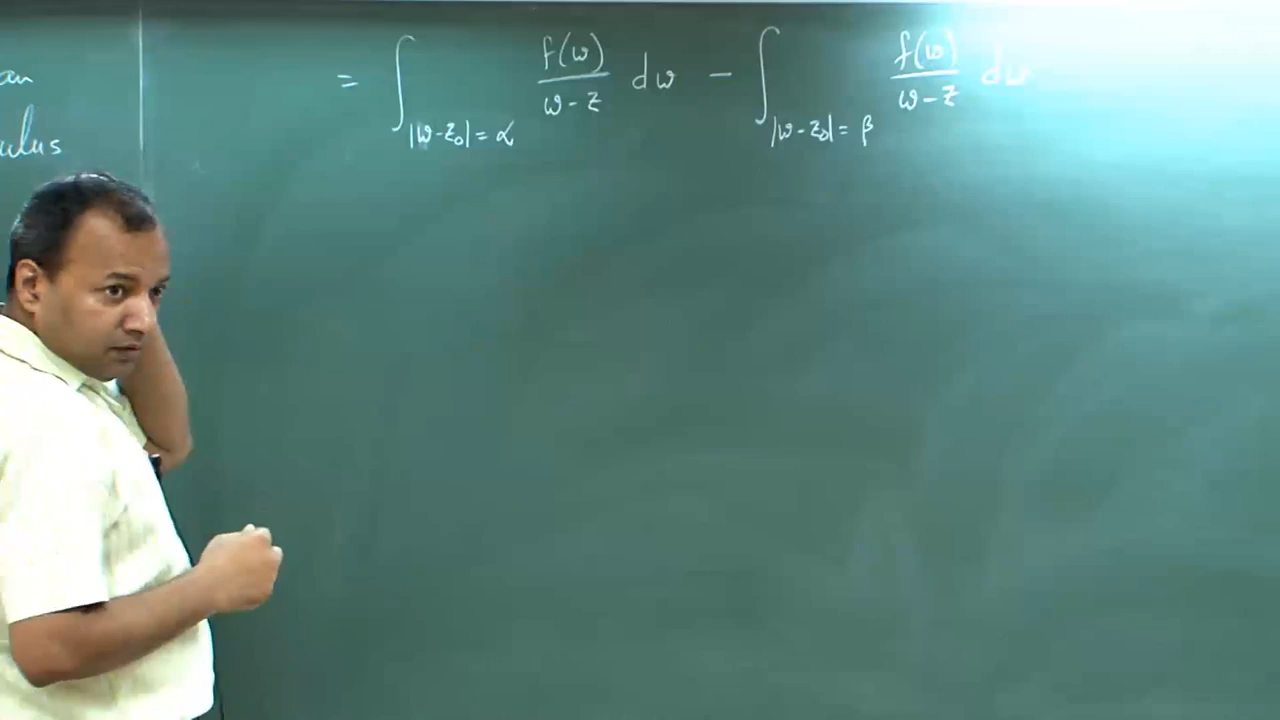 an
ulus
= ∫_{|w-z₀|=α} f(w)/(w-z) dw - ∫_{|w-z₀|=β} f(w)/(w-z) dw